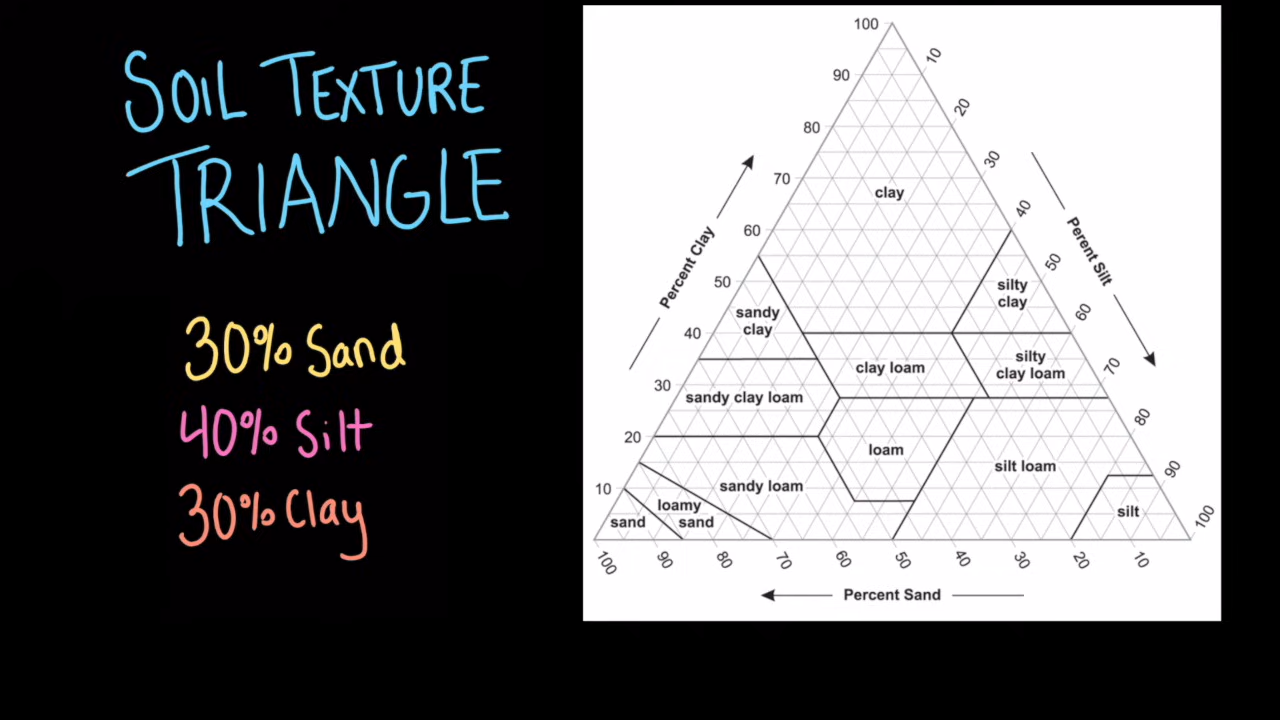 SOIL TEXTURE
TRIANGLE
30% Sand
40% Silt
30% Clay
100
90
80
70
60
50
40
30
20
10
Percent Clay
10
20
30
40
50
60
70
80
90
100
Perent Silt
clay
silty
clay
sandy
clay
clay loam
silty
clay loam
sandy clay loam
loam
silt loam
sandy loam
loamy
sand
sand
silt
100
90
80
70
60
50
40
30
20
10
Percent Sand